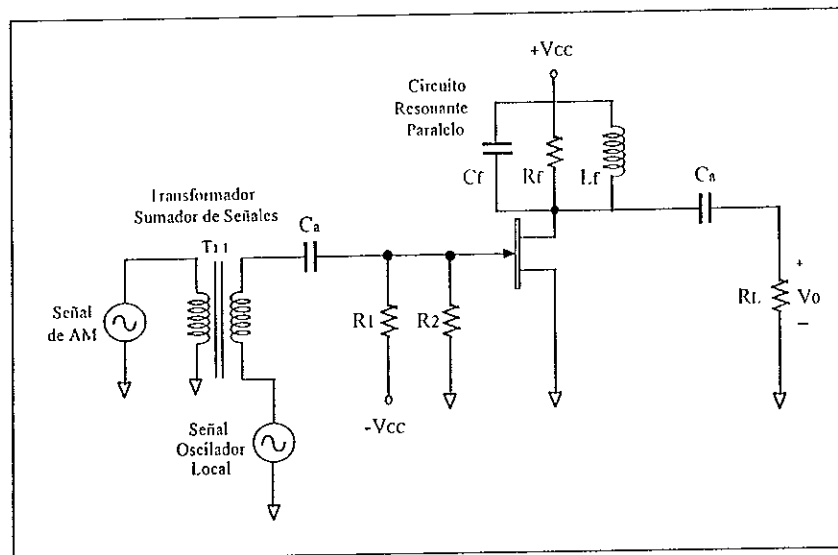 +VCC
Circuito
Resonante
Paralelo
Cf
Rf
Lf
Ca
Transformador
Sumador de Señales
Tr1
Ca
Señal
de AM
R1
R2
RL
+
Vo
−
-VCC
Señal
Oscilador
Local